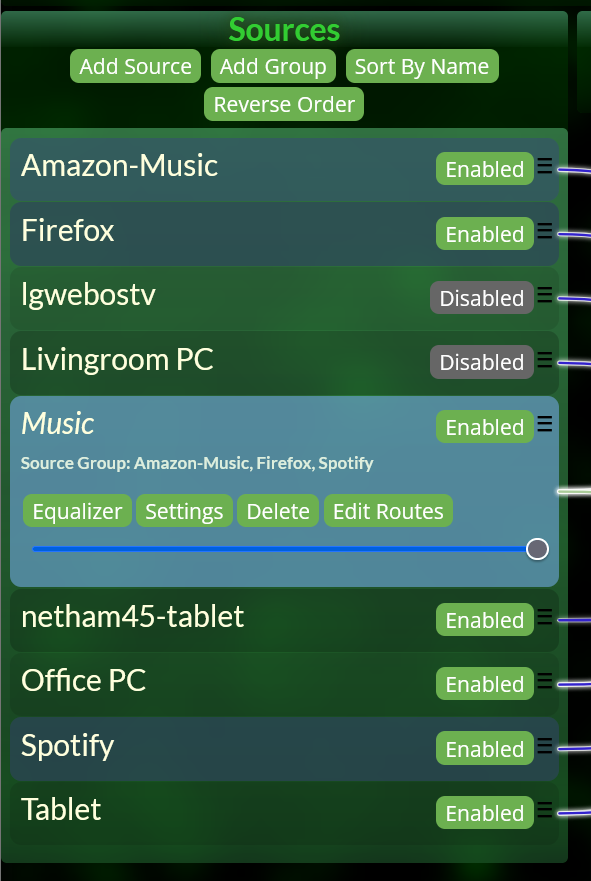 Sources
Add Source Add Group Sort By Name
Reverse Order
Amazon-Music Enabled
Firefox Enabled
lgwebostv Disabled
Livingroom PC Disabled
Music Enabled
Source Group: Amazon-Music, Firefox, Spotify
Equalizer Settings Delete Edit Routes
netham45-tablet Enabled
Office PC Enabled
Spotify Enabled
Tablet Enabled